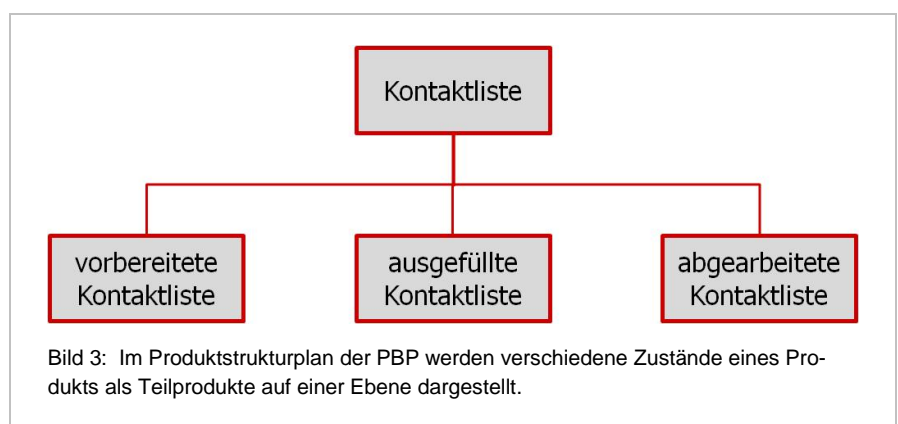 Kontaktliste
vorbereitete
Kontaktliste
ausgefüllte
Kontaktliste
abgearbeitete
Kontaktliste
Bild 3: Im Produktstrukturplan der PBP werden verschiedene Zustände eines Pro-
dukts als Teilprodukte auf einer Ebene dargestellt.